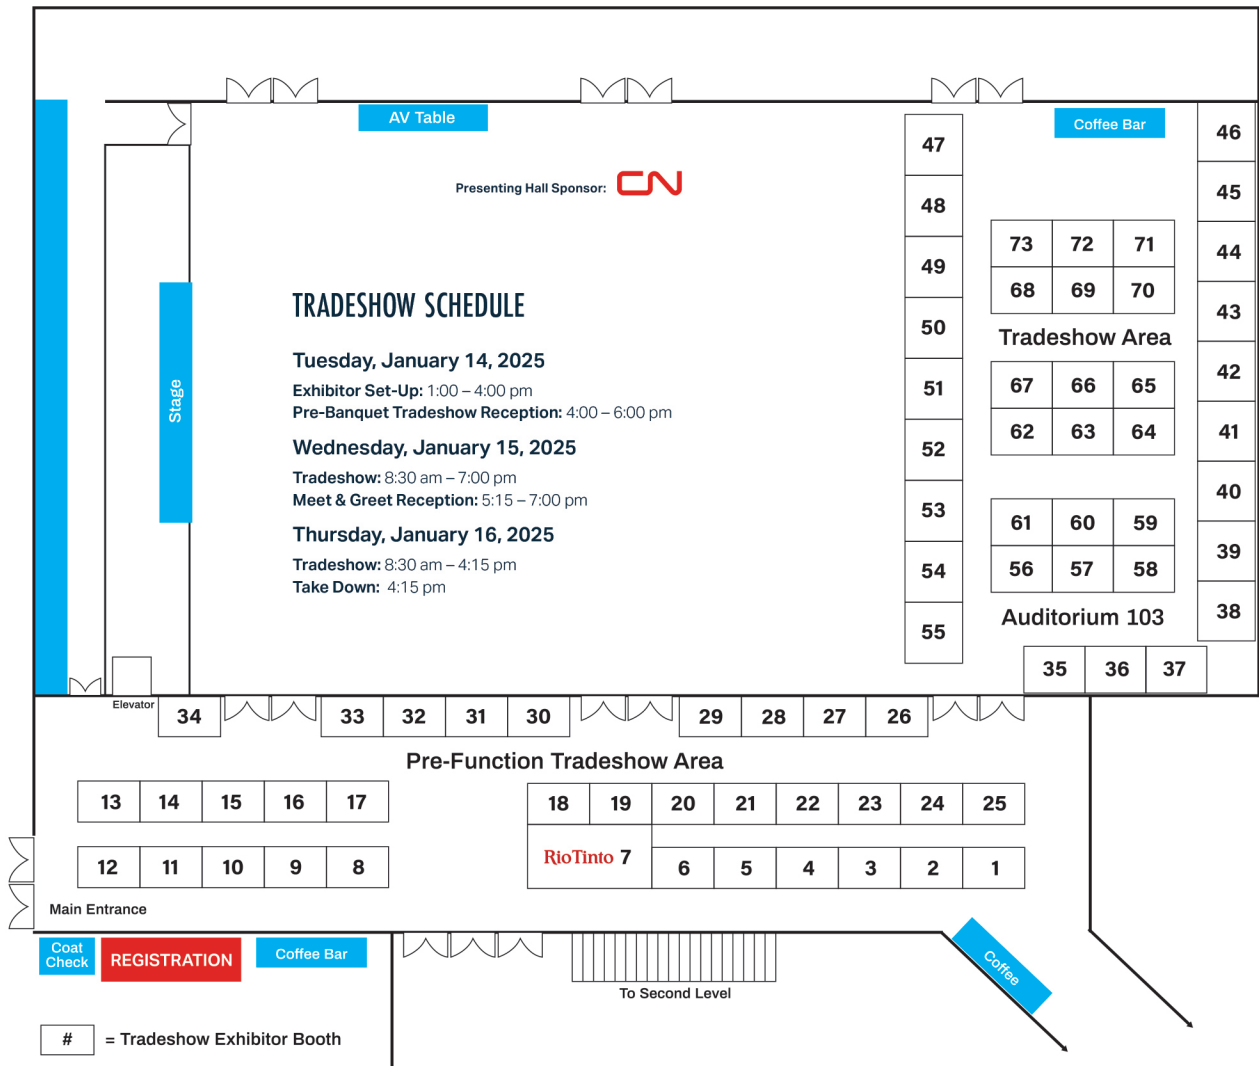 AV Table
Coffee Bar
46
47
45
Presenting Hall Sponsor: CN
48
73 72 71
44
49
68 69 70
43
TRADESHOW SCHEDULE
50
Tradeshow Area
Tuesday, January 14, 2025
42
Exhibitor Set-Up: 1:00 – 4:00 pm
51
67 66 65
Pre-Banquet Tradeshow Reception: 4:00 – 6:00 pm
Stage
62 63 64
41
Wednesday, January 15, 2025
52
Tradeshow: 8:30 am – 7:00 pm
40
Meet & Greet Reception: 5:15 – 7:00 pm
53
61 60 59
Thursday, January 16, 2025
39
Tradeshow: 8:30 am – 4:15 pm
54
56 57 58
Take Down: 4:15 pm
38
Auditorium 103
55
35 36 37
Elevator
34 33 32 31 30 29 28 27 26
Pre-Function Tradeshow Area
13 14 15 16 17 18 19 20 21 22 23 24 25
RioTinto 7
12 11 10 9 8 6 5 4 3 2 1
Main Entrance
Coat
Check
REGISTRATION
Coffee Bar
Coffee
To Second Level
# = Tradeshow Exhibitor Booth